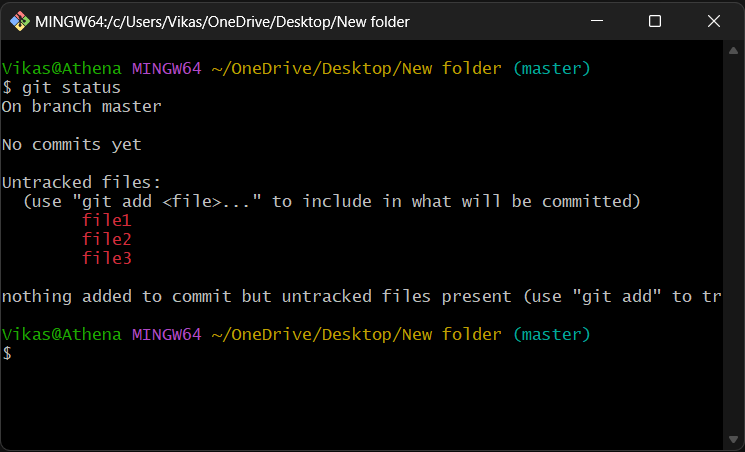 MINGW64:/c/Users/Vikas/OneDrive/Desktop/New folder
Vikas@Athena MINGW64 ~/OneDrive/Desktop/New folder (master)
$ git status
On branch master
No commits yet
Untracked files:
  (use "git add <file>..." to include in what will be committed)
        file1
        file2
        file3
nothing added to commit but untracked files present (use "git add" to tr
Vikas@Athena MINGW64 ~/OneDrive/Desktop/New folder (master)
$